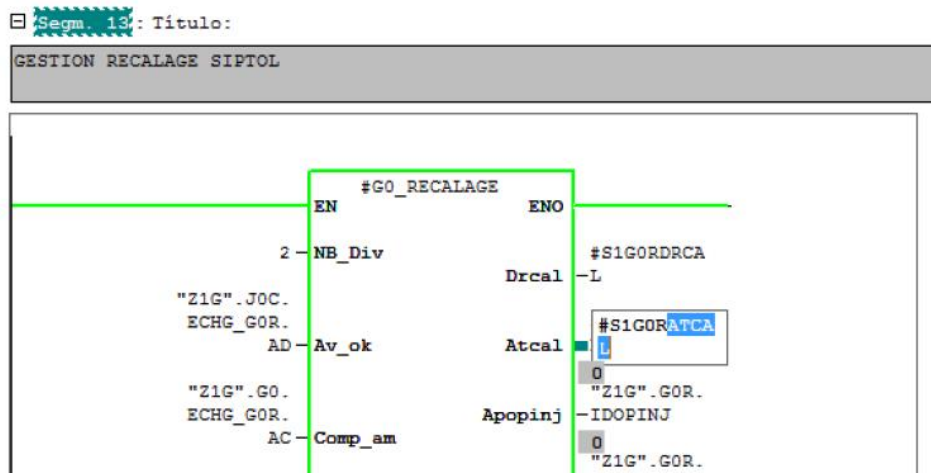 Segm. 13: Título:
GESTION RECALAGE SIPTOL
#G0_RECALAGE
EN ENO
2 NB_Div #S1G0RDRCA
Drcal L
"Z1G".J0C.
ECHG_G0R. #S1G0RATCA
AD Av_ok Atcal L
0
"Z1G".G0. "Z1G".G0R.
ECHG_G0R. Apopinj IDOPINJ
AC Comp_am 0
"Z1G".G0R.